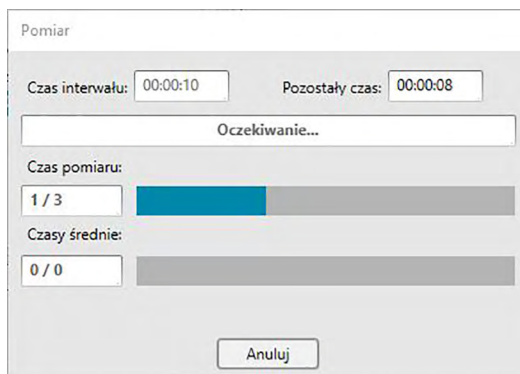 Pomiar
Czas interwału: 00:00:10 Pozostały czas: 00:00:08
Oczekiwanie...
Czas pomiaru:
1 / 3
Czasy średnie:
0 / 0
Anuluj